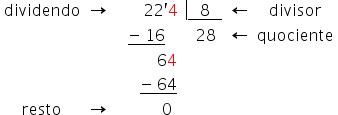 dividendo → 22′4 8 ← divisor
− 16 28 ← quociente
64
− 64
resto → 0